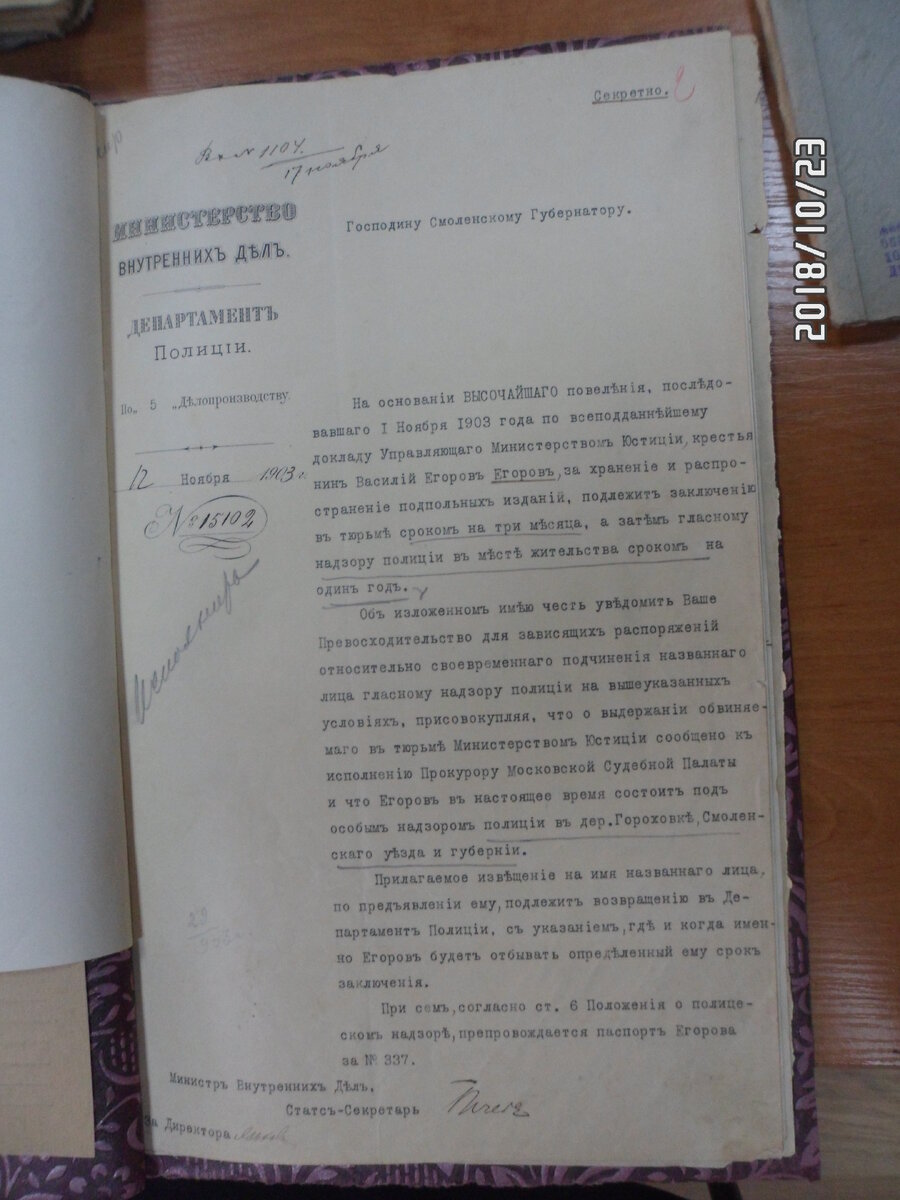 Секретно. 2
Вх № 1104.
17 ноября
МИНИСТЕРСТВО
ВНУТРЕННИХЪ ДѢЛЪ.
ДЕПАРТАМЕНТЪ
Полиціи.
По „ 5 „ Дѣлопроизводству.
12 Ноября 1903 г.
№ 15102
Господину Смоленскому Губернатору.
На основаніи ВЫСОЧАЙШАГО повелѣнія, послѣдо-
вавшаго I Ноября I903 года по всеподданнѣйшему
докладу Управляющаго Министерствомъ Юстиціи, крестья
нинъ Василій Егоровъ Егоровъ, за храненіе и распро-
страненіе подпольныхъ изданій, подлежитъ заключенію
въ тюрьмѣ срокомъ на три мѣсяца, а затѣмъ гласному
надзору полиціи въ мѣстѣ жительства срокомъ на
одинъ годъ.
Объ изложенномъ имѣю честь увѣдомить Ваше
Превосходительство для зависящихъ распоряженій
относительно своевременнаго подчиненія названнаго
лица гласному надзору полиціи на вышеуказанныхъ
условіяхъ, присовокупляя, что о выдержаніи обвиняе-
маго въ тюрьмѣ Министерствомъ Юстиціи сообщено къ
исполненію Прокурору Московской Судебной Палаты
и что Егоровъ въ настоящее время состоитъ подъ
особымъ надзоромъ полиціи въ дер. Гороховкѣ, Смолен-
скаго уѣзда и губерніи.
Прилагаемое извѣщеніе на имя названнаго лица,
по предъявленіи ему, подлежитъ возвращенію въ Де-
партаментъ Полиціи, съ указаніемъ, гдѣ и когда имен-
но Егоровъ будетъ отбывать опредѣленный ему срокъ
заключенія.
При семъ, согласно ст. 6 Положенія о полицей-
скомъ надзорѣ, препровождается паспортъ Егорова
за № 337.
Министръ Внутреннихъ Дѣлъ,
Статсъ-Секретарь
За Директора
2018/10/23